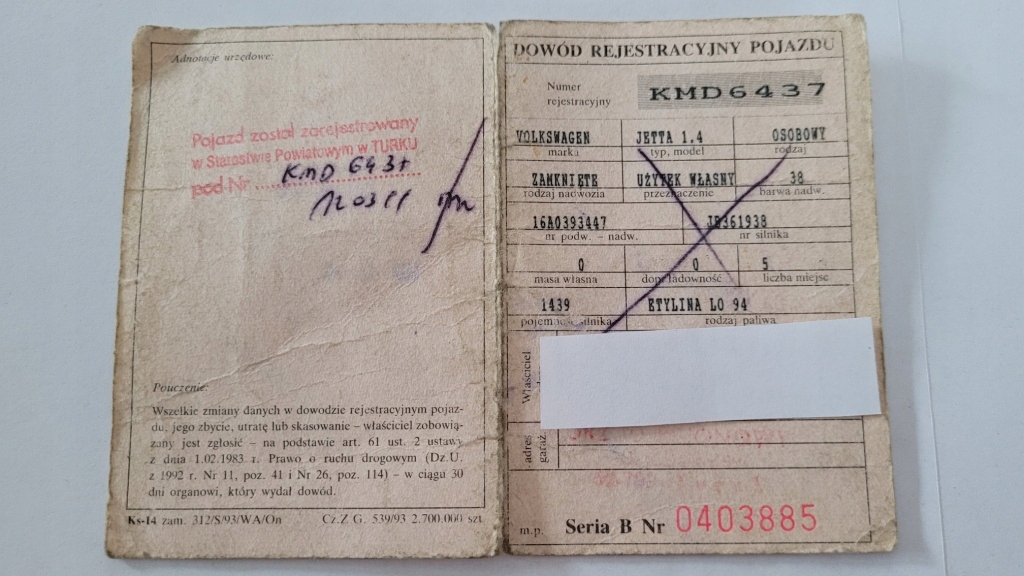 Adnotacje urzędowe:
Pojazd został zarejestrowany
w Starostwie Powiatowym w TURKU
pod Nr
KMD 6437
Pouczenie:
Wszelkie zmiany danych w dowodzie rejestracyjnym pojaz-
du, jego zbycie, utratę lub skasowanie – właściciel zobowią-
zany jest zgłosić – na podstawie art. 61 ust. 2 ustawy
z dnia 1.02.1983 r. Prawo o ruchu drogowym (Dz.U.
z 1992 r. Nr 11, poz. 41 i Nr 26, poz. 114) – w ciągu 30
dni organowi, który wydał dowód.
Ks-14 zam. 312/S/93/WA/On Cz.Z G. 539/93 2.700.000 szt
DOWÓD REJESTRACYJNY POJAZDU
Numer
rejestracyjny
KMD6437
VOLKSWAGEN JETTA 1.4 OSOBOWY
marka typ, model rodzaj
ZAMKNIĘTE UŻYTEK WŁASNY 38
rodzaj nadwozia przeznaczenie barwa nadw.
16A0393447
nr podw. – nadw. nr silnika
0 0 5
masa własna dop. ładowność liczba miejsc
1439 ETYLINA LO 94
pojemność silnika rodzaj paliwa
Właściciel
adres
garaż.
m.p. Seria B Nr 0403885